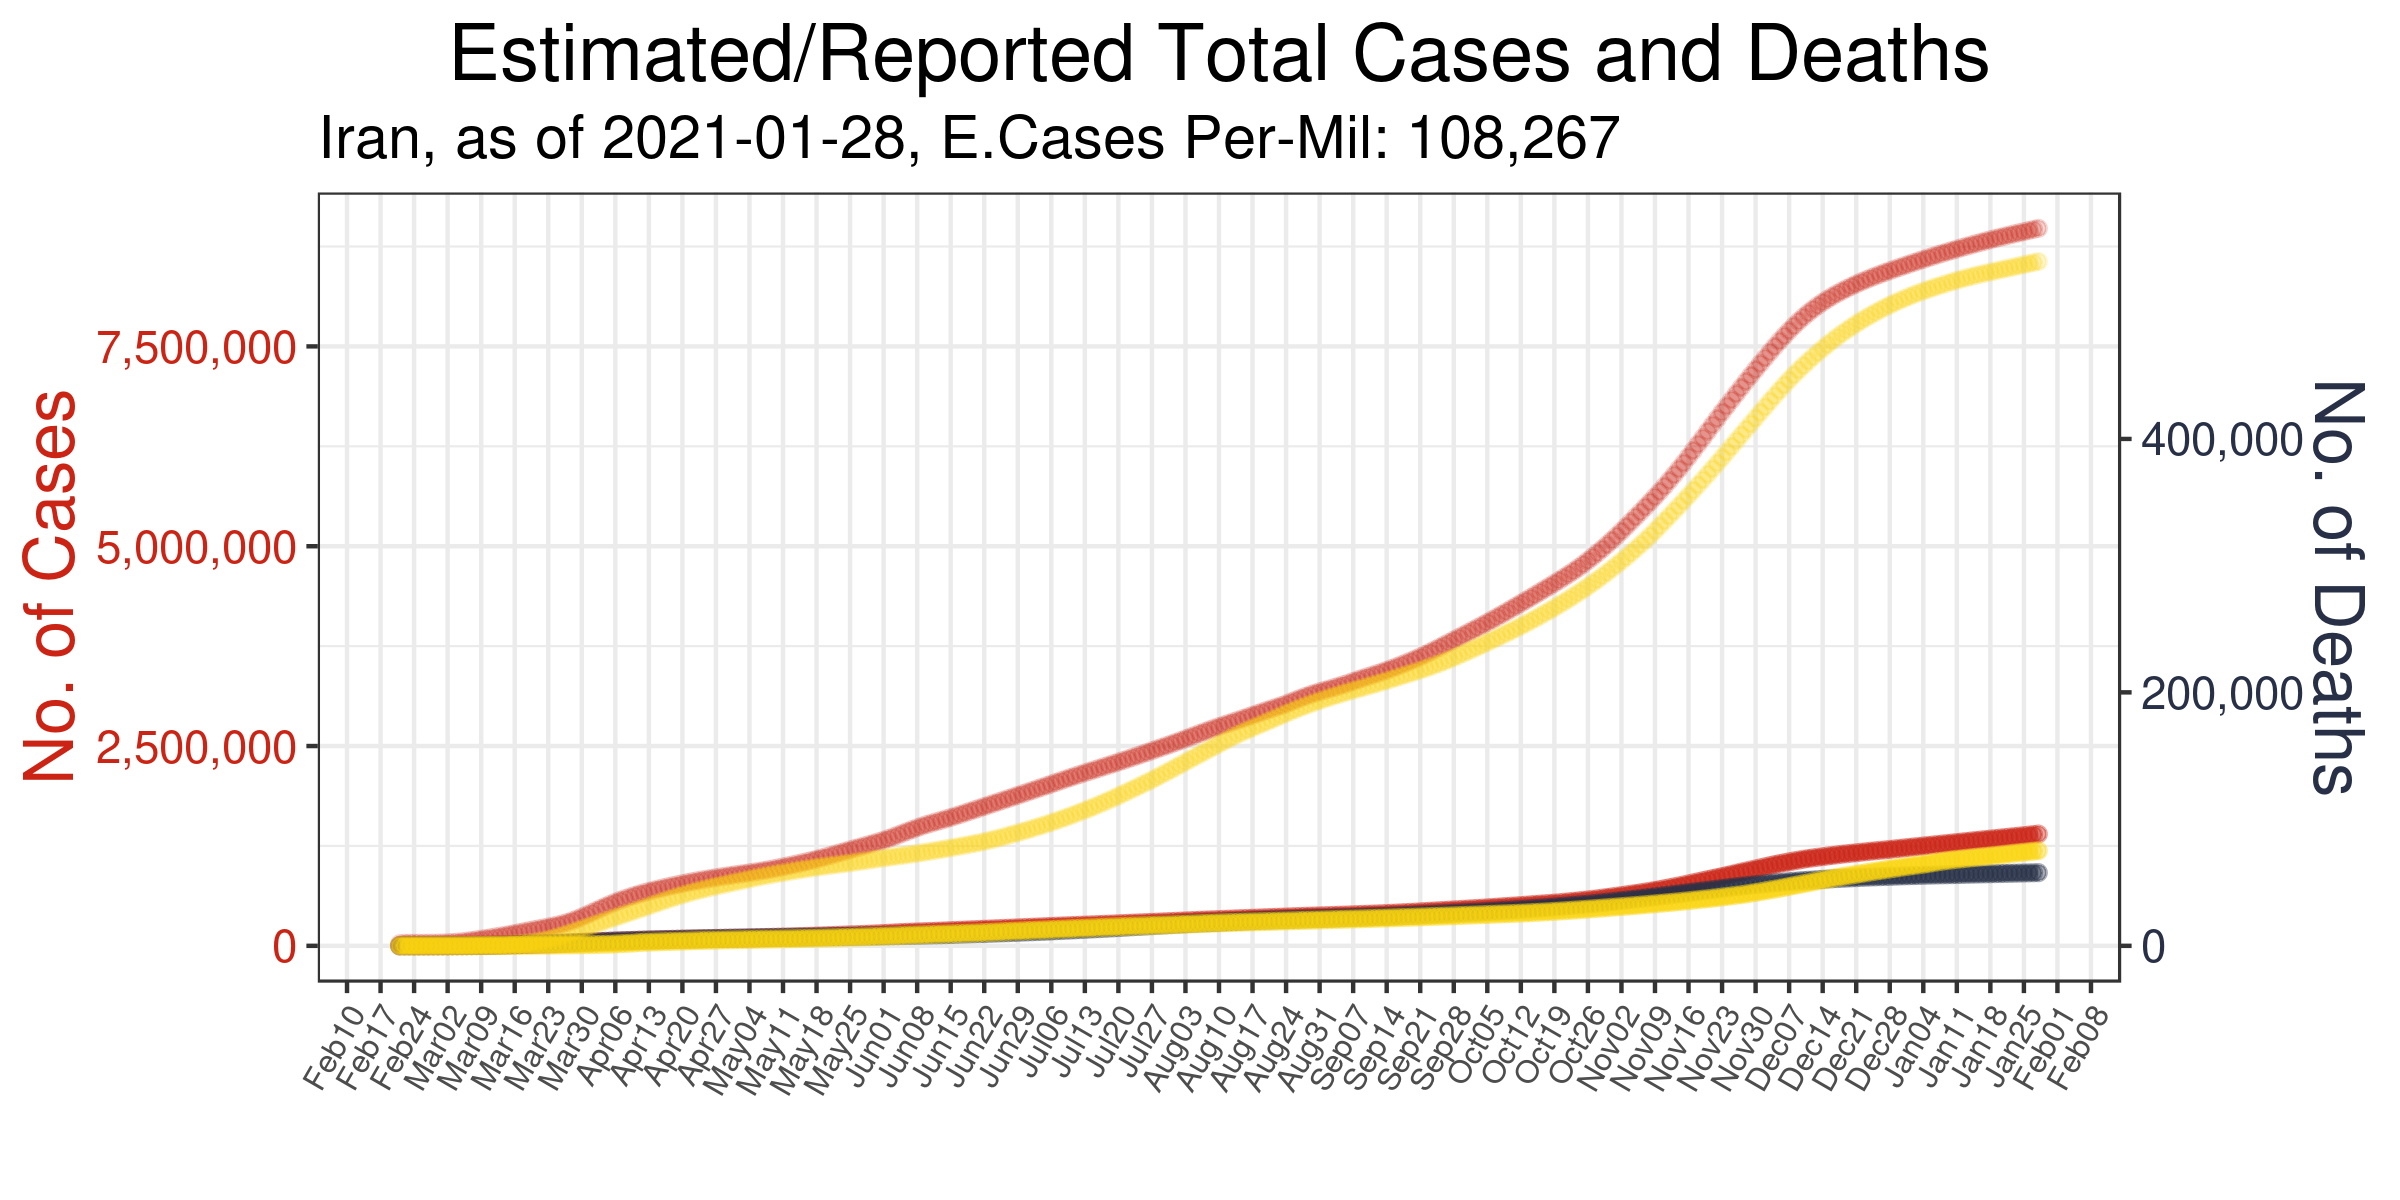 Estimated/Reported Total Cases and Deaths
Iran, as of 2021-01-28, E.Cases Per-Mil: 108,267
No. of Cases
7,500,000
5,000,000
2,500,000
0
400,000
200,000
0
No. of Deaths
Feb10
Feb17
Feb24
Mar02
Mar09
Mar16
Mar23
Mar30
Apr06
Apr13
Apr20
Apr27
May04
May11
May18
May25
Jun01
Jun08
Jun15
Jun22
Jun29
Jul06
Jul13
Jul20
Jul27
Aug03
Aug10
Aug17
Aug24
Aug31
Sep07
Sep14
Sep21
Sep28
Oct05
Oct12
Oct19
Oct26
Nov02
Nov09
Nov16
Nov23
Nov30
Dec07
Dec14
Dec21
Dec28
Jan04
Jan11
Jan18
Jan25
Feb01
Feb08